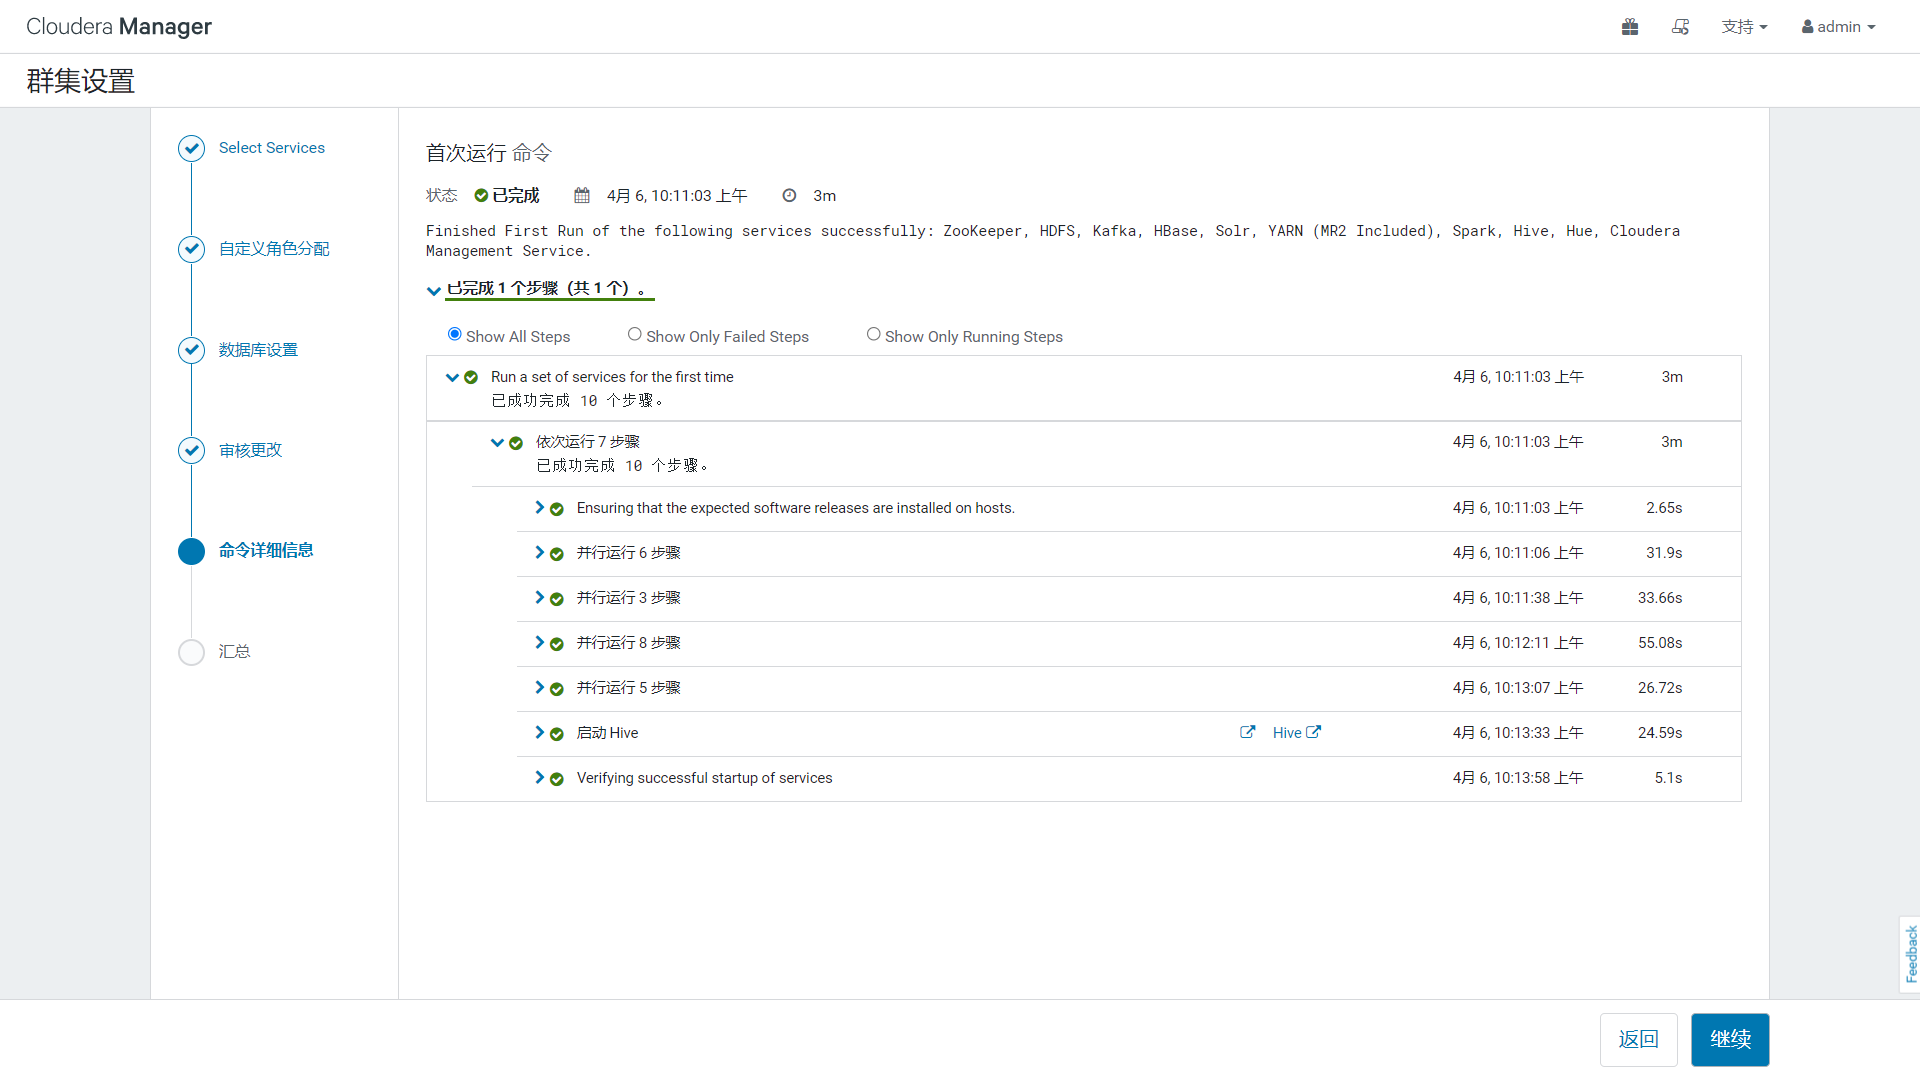 Cloudera Manager
支持
admin
群集设置
Select Services
自定义角色分配
数据库设置
审核更改
命令详细信息
汇总
首次运行 命令
状态 已完成 4月 6, 10:11:03 上午 3m
Finished First Run of the following services successfully: ZooKeeper, HDFS, Kafka, HBase, Solr, YARN (MR2 Included), Spark, Hive, Hue, Cloudera
Management Service.
已完成 1 个步骤（共 1 个）。
Show All Steps Show Only Failed Steps Show Only Running Steps
Run a set of services for the first time 4月 6, 10:11:03 上午 3m
已成功完成 10 个步骤。
依次运行 7 步骤 4月 6, 10:11:03 上午 3m
已成功完成 10 个步骤。
Ensuring that the expected software releases are installed on hosts. 4月 6, 10:11:03 上午 2.65s
并行运行 6 步骤 4月 6, 10:11:06 上午 31.9s
并行运行 3 步骤 4月 6, 10:11:38 上午 33.66s
并行运行 8 步骤 4月 6, 10:12:11 上午 55.08s
并行运行 5 步骤 4月 6, 10:13:07 上午 26.72s
启动 Hive Hive 4月 6, 10:13:33 上午 24.59s
Verifying successful startup of services 4月 6, 10:13:58 上午 5.1s
Feedback
返回
继续